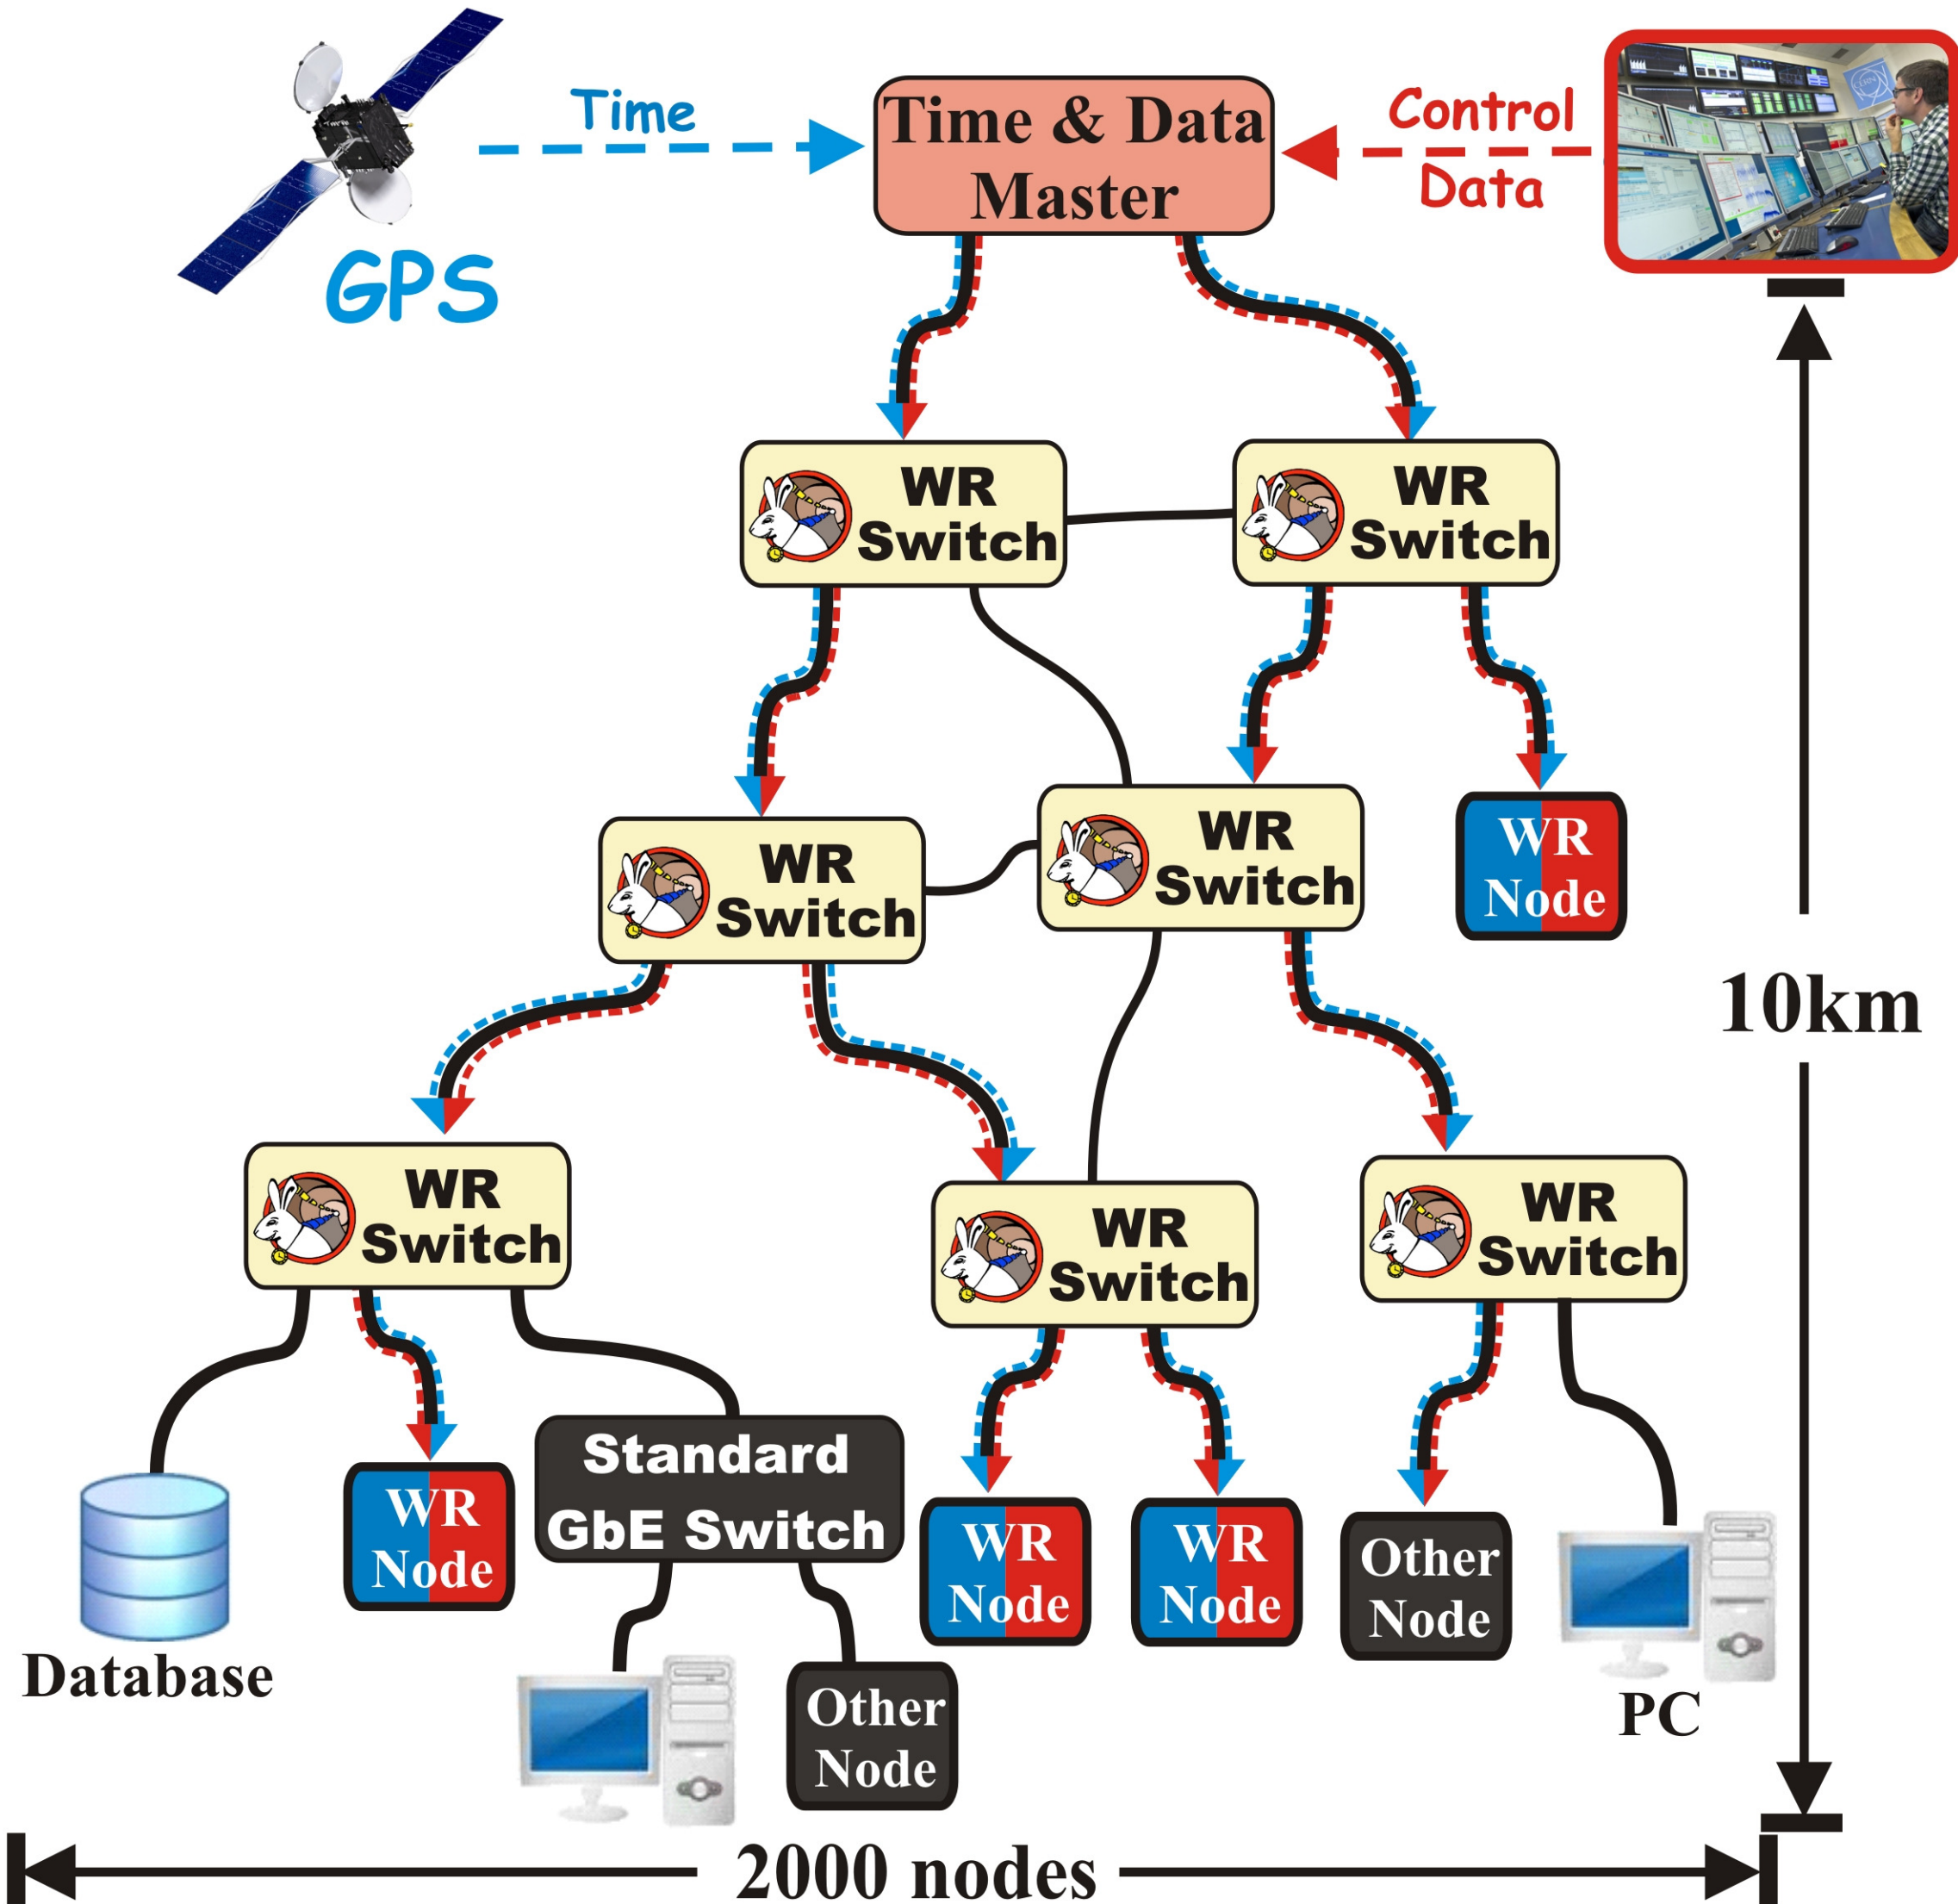 Time
Time & Data
Master
Control
Data
GPS
WR
Switch
WR
Switch
WR
Switch
WR
Switch
WR
Node
10km
WR
Switch
WR
Switch
WR
Switch
Standard
GbE Switch
WR
Node
WR
Node
WR
Node
Other
Node
Database
Other
Node
PC
2000 nodes